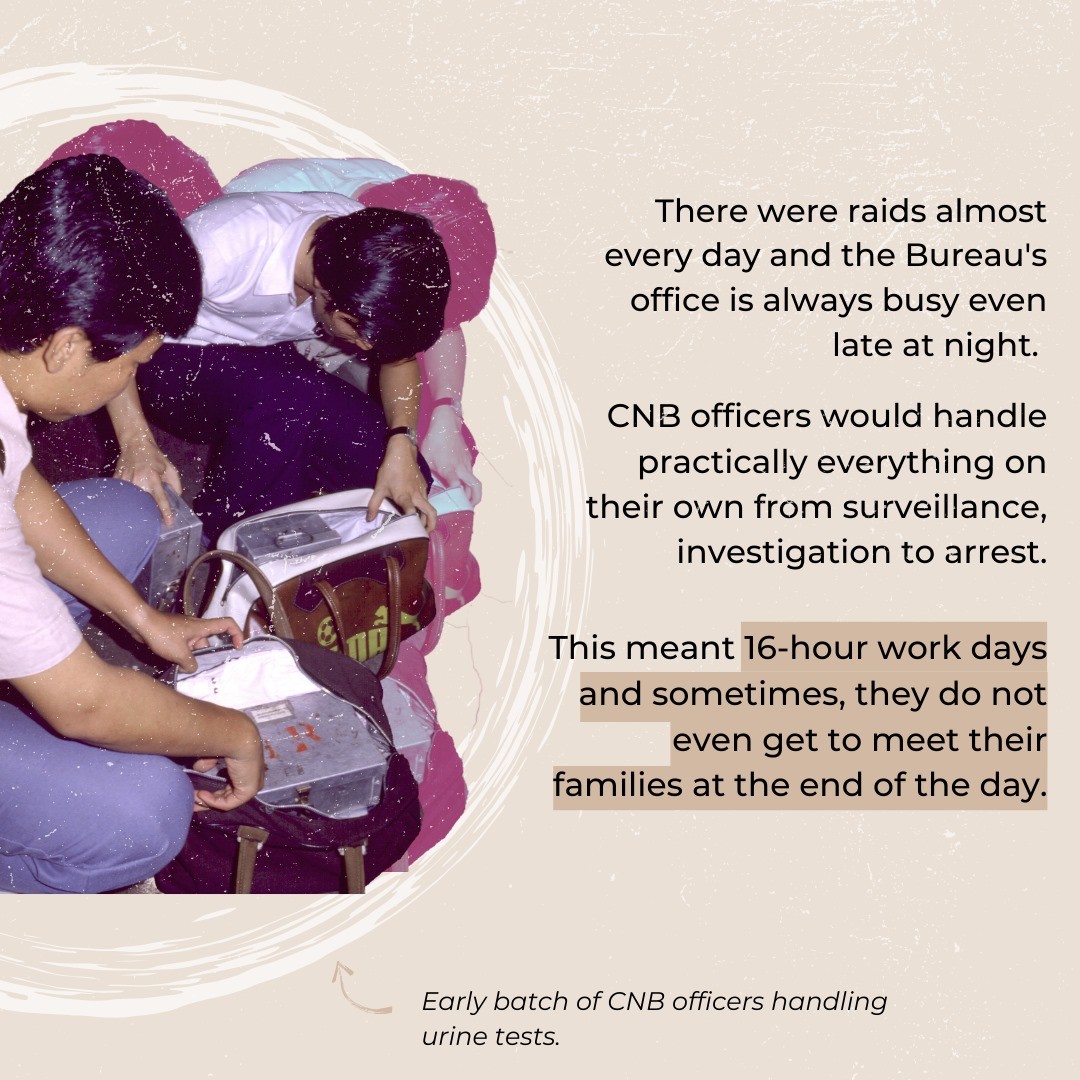 There were raids almost
every day and the Bureau's
office is always busy even
late at night.
CNB officers would handle
practically everything on
their own from surveillance,
investigation to arrest.
This meant 16-hour work days
and sometimes, they do not
even get to meet their
families at the end of the day.
Early batch of CNB officers handling
urine tests.